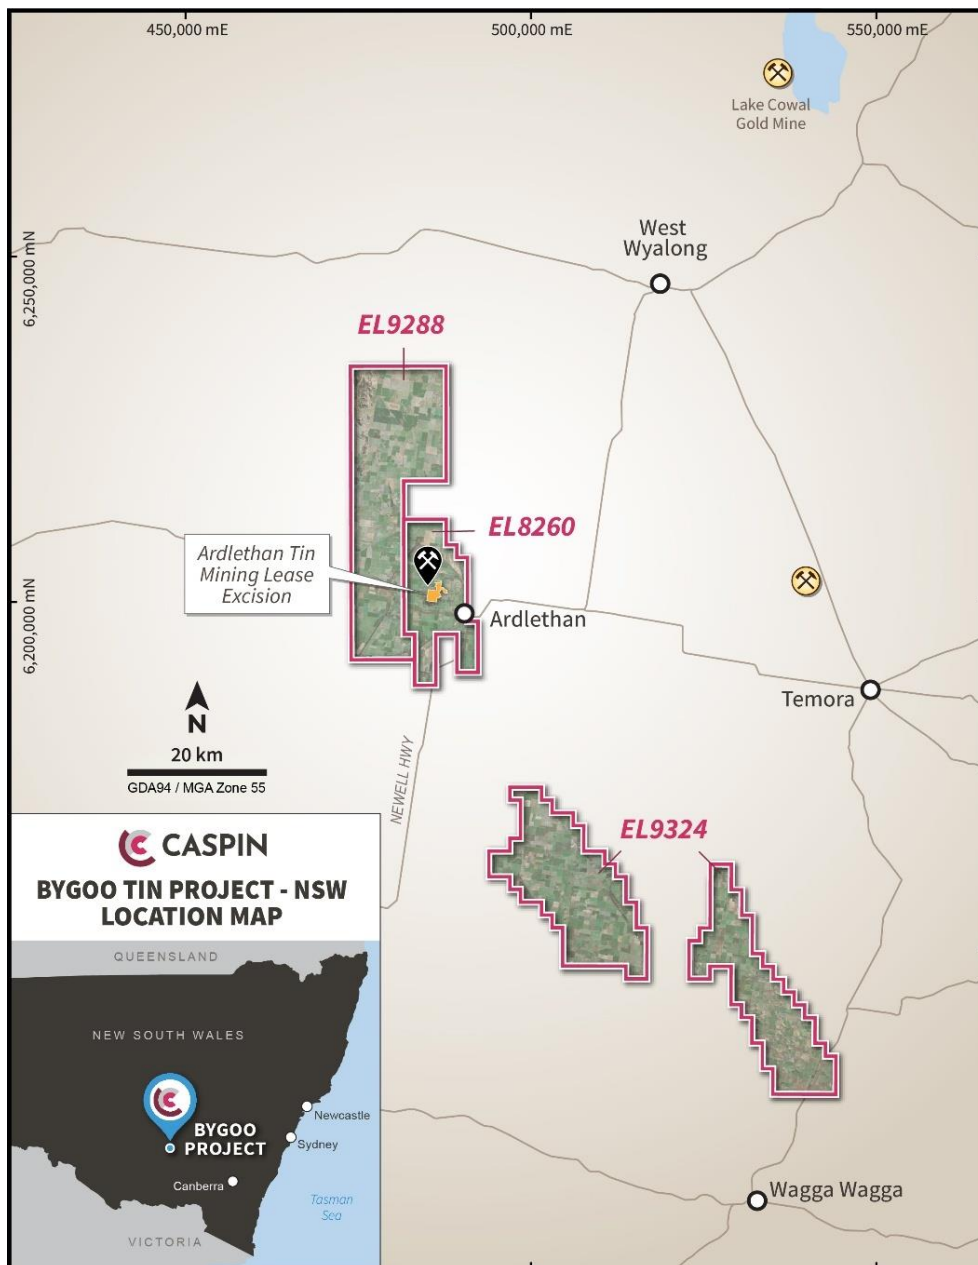 450,000 mE
500,000 mE
550,000 mE
Lake Cowal
Gold Mine
6,250,000 mN
West
Wyalong
EL9288
EL8260
Ardlethan Tin
Mining Lease
Excision
6,200,000 mN
Ardlethan
Temora
N
20 km
GDA94 / MGA Zone 55
NEWELL HWY
EL9324
CASPIN
BYGOO TIN PROJECT - NSW
LOCATION MAP
QUEENSLAND
NEW SOUTH WALES
BYGOO
PROJECT
Newcastle
Sydney
Canberra
Tasman
Sea
VICTORIA
Wagga Wagga